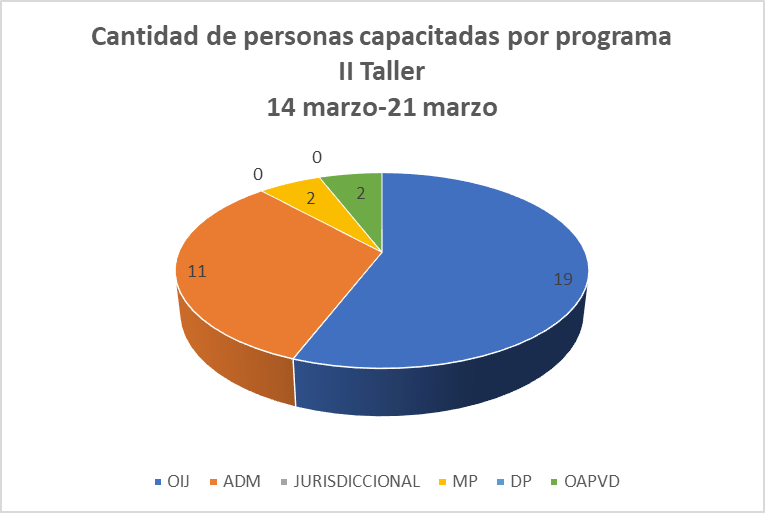 Cantidad de personas capacitadas por programa
II Taller
14 marzo-21 marzo
0
0
2
2
11
19
OIJ ADM JURISDICCIONAL MP DP OAPVD